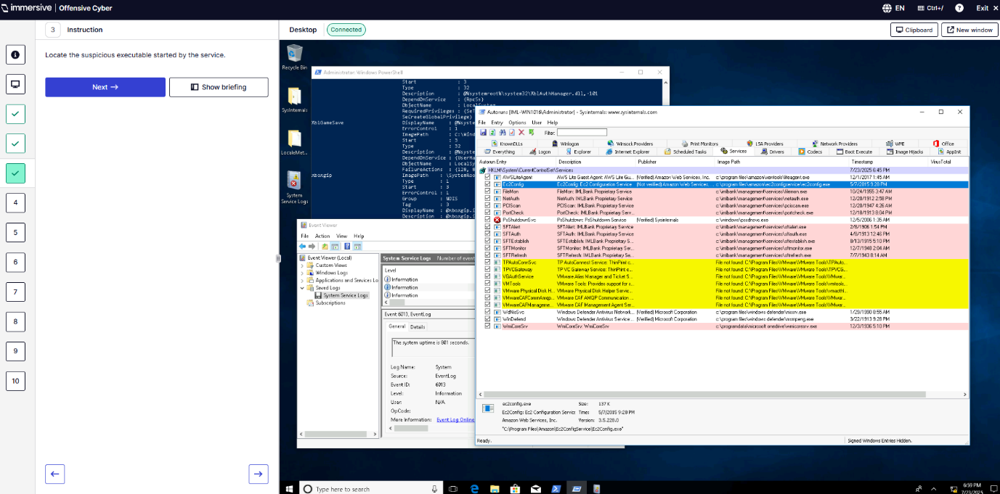 immersive | Offensive Cyber
EN
Ctrl+/
Exit
3 Instruction
Locate the suspicious executable started by the service.
Next →
Show briefing
4
5
6
7
8
9
10
Desktop
Connected
Clipboard
New window
Recycle Bin
SysInternals
LocaleMet...
System
Service Logs
Administrator: Windows PowerShell
Start : 3
Type : 32
Description : @%systemroot%\system32\XblAuthManager.dll,-101
DependOnService : {RpcSs}
ObjectName : LocalSystem
RequiredPrivileges : {SeT
SeCreateGlobalPrivilege}
XblGameSave DisplayName : @%syste
ErrorControl : 1
ImagePath : C:\Wind
Start : 3
Type : 32
Description : @%syste
DependOnService : {UserMa
ObjectName : LocalSy
FailureActions : {128,
xboxgip ImagePath : \SystemRoo
Type : 1
Start : 3
ErrorControl : 1
Group : NDIS
Tag : 3
DisplayName : @xboxgip.i
Description : @xboxgip.i
Event Viewer
File Action View Help
Event Viewer (Local)
Custom Views
Windows Logs
Applications and Services Lo
Saved Logs
System Service Logs
Subscriptions
System Service Logs Number of event
Level
Information
Information
Information
Event 6013, EventLog
General Details
The system uptime is 801 seconds.
Log Name: System
Source: EventLog
Event ID: 6013
Level: Information
User: N/A
OpCode:
More Information: Event Log Online
Autoruns [IML-WIN1016\Administrator] - Sysinternals: www.sysinternals.com
File Entry Options User Help
Filter:
KnownDLLs Winlogon Winsock Providers Print Monitors LSA Providers Network Providers WMI Office
Everything Logon Explorer Internet Explorer Scheduled Tasks Services Drivers Codecs Boot Execute Image Hijacks AppInit
Autorun Entry Description Publisher Image Path Timestamp VirusTotal
HKLM\System\CurrentControlSet\Services 7/23/2025 6:45 PM
AWSLiteAgent AWS Lite Guest Agent: AWS Lite Gu... (Verified) Amazon Web Services, Inc. c:\program files\amazon\xentools\liteagent.exe 12/1/2017 1:45 AM
Ec2Config Ec2Config: Ec2 Configuration Service (Not verified) Amazon Web Services,... c:\program files\amazon\ec2configservice\ec2config.exe 5/7/2015 9:28 PM
FileMon FileMon: IMLBank Proprietary Service c:\imlbank\management\services\filemon.exe 10/24/1955 3:47 AM
NetAuth NetAuth: IMLBank Proprietary Service c:\imlbank\management\services\netauth.exe 12/20/1912 2:58 PM
PCIScan PCIScan: IMLBank Proprietary Service c:\imlbank\management\services\pciscan.exe 12/20/1947 4:26 AM
PortCheck PortCheck: IMLBank Proprietary Serv... c:\imlbank\management\services\portcheck.exe 12/18/1913 8:04 PM
PsShutdownSvc PsShutdown: PsShutdown Service (Verified) Sysinternals c:\windows\pssdnsvc.exe 12/5/2006 1:35 AM
SFTAlert SFTAlert: IMLBank Proprietary Service c:\imlbank\management\services\sftalert.exe 2/8/1906 1:54 PM
SFTAuth SFTAuth: IMLBank Proprietary Service c:\imlbank\management\services\sftauth.exe 4/8/1913 12:46 PM
SFTEstablish SFTEstablish: IMLBank Proprietary S... c:\imlbank\management\services\sftestablish.exe 8/13/1915 5:10 PM
SFTMonitor SFTMonitor: IMLBank Proprietary Ser... c:\imlbank\management\services\sftmonitor.exe 12/7/1948 2:04 AM
SFTRefresh SFTRefresh: IMLBank Proprietary Ser... c:\imlbank\management\services\sftrefresh.exe 7/7/1943 8:14 AM
TPAutoConnSvc TP AutoConnect Service: ThinPrint c... File not found: C:\Program Files\VMware\VMware Tools\TPAuto...
TPVCGateway TP VC Gateway Service: ThinPrint c... File not found: C:\Program Files\VMware\VMware Tools\TPVCG...
VGAuthService VMware Alias Manager and Ticket S... File not found: C:\Program Files\VMware\VMware Tools\VMwar...
VMTools VMware Tools: Provides support for s... File not found: C:\Program Files\VMware\VMware Tools\vmtools...
VMware Physical Disk H... VMware Physical Disk Helper Servic... File not found: C:\Program Files\VMware\VMware Tools\vmacthl...
VMwareCAFCommAmqp... VMware CAF AMQP Communication ... File not found: C:\Program Files\VMware\VMware Tools\VMwar...
VMwareCAFManageme... VMware CAF Management Agent Ser... File not found: C:\Program Files\VMware\VMware Tools\VMwar...
WdNisSvc Windows Defender Antivirus Network... (Verified) Microsoft Corporation c:\program files\windows defender\nissrv.exe 1/29/1990 8:55 AM
WinDefend Windows Defender Antivirus Service:... (Verified) Microsoft Corporation c:\program files\windows defender\msmpeng.exe 3/22/1913 9:28 PM
WmiCoreSrv WmiCoreSrv: WmiCoreSrv c:\programdata\microsoft onedrive\wmicoresrv.exe 12/3/1936 5:10 PM
ec2config.exe Size: 137 K
Ec2Config: Ec2 Configuration Service Time: 5/7/2015 9:28 PM
Amazon Web Services, Inc. Version: 3.5.228.0
"C:\Program Files\Amazon\Ec2ConfigService\Ec2Config.exe"
Ready. Signed Windows Entries Hidden.
Type here to search
6:59 PM
7/23/2025